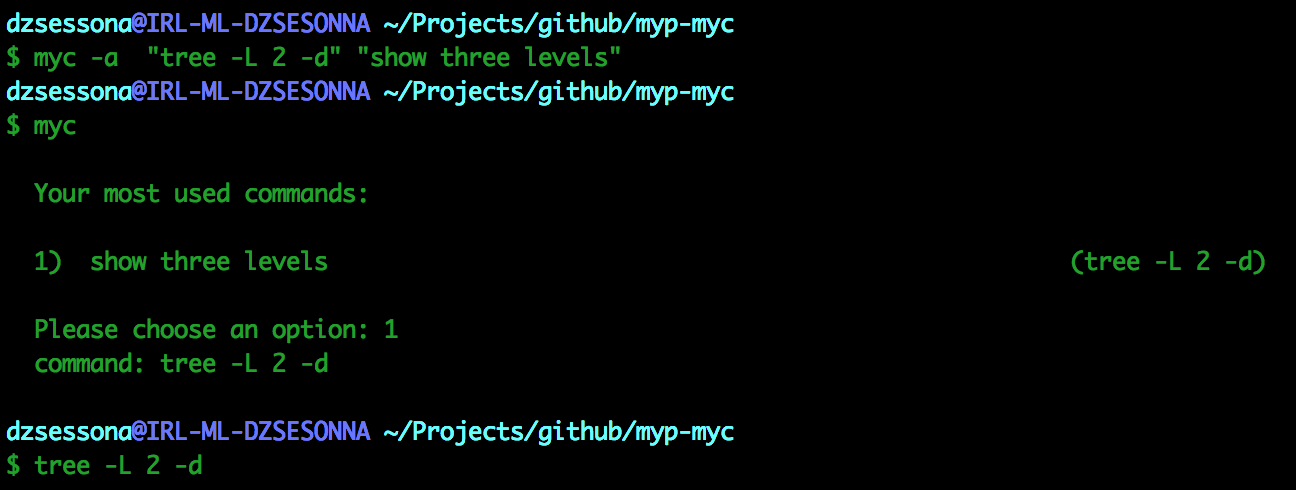 dzsessona@IRL-ML-DZSESONNA ~/Projects/github/myp-myc
$ myc -a  "tree -L 2 -d" "show three levels"
dzsessona@IRL-ML-DZSESONNA ~/Projects/github/myp-myc
$ myc
Your most used commands:
1)  show three levels (tree -L 2 -d)
Please choose an option: 1
command: tree -L 2 -d
dzsessona@IRL-ML-DZSESONNA ~/Projects/github/myp-myc
$ tree -L 2 -d